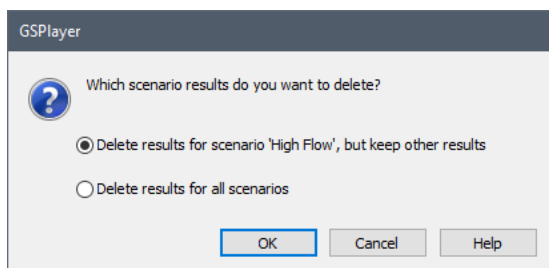 GSPlayer
Which scenario results do you want to delete?
Delete results for scenario 'High Flow', but keep other results
Delete results for all scenarios
OK Cancel Help